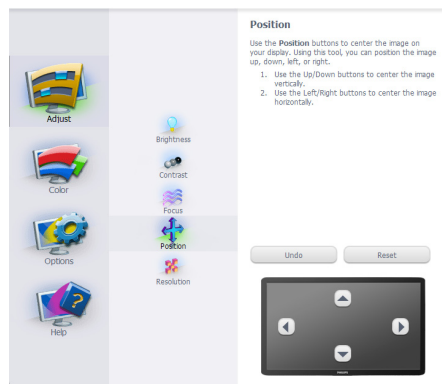 Adjust
Color
Options
Help
Brightness
Contrast
Focus
Position
Resolution
Position
Use the Position buttons to center the image on
your display. Using this tool, you can position the image
up, down, left, or right.
1. Use the Up/Down buttons to center the image
vertically.
2. Use the Left/Right buttons to center the image
horizontally.
Undo
Reset
PHILIPS